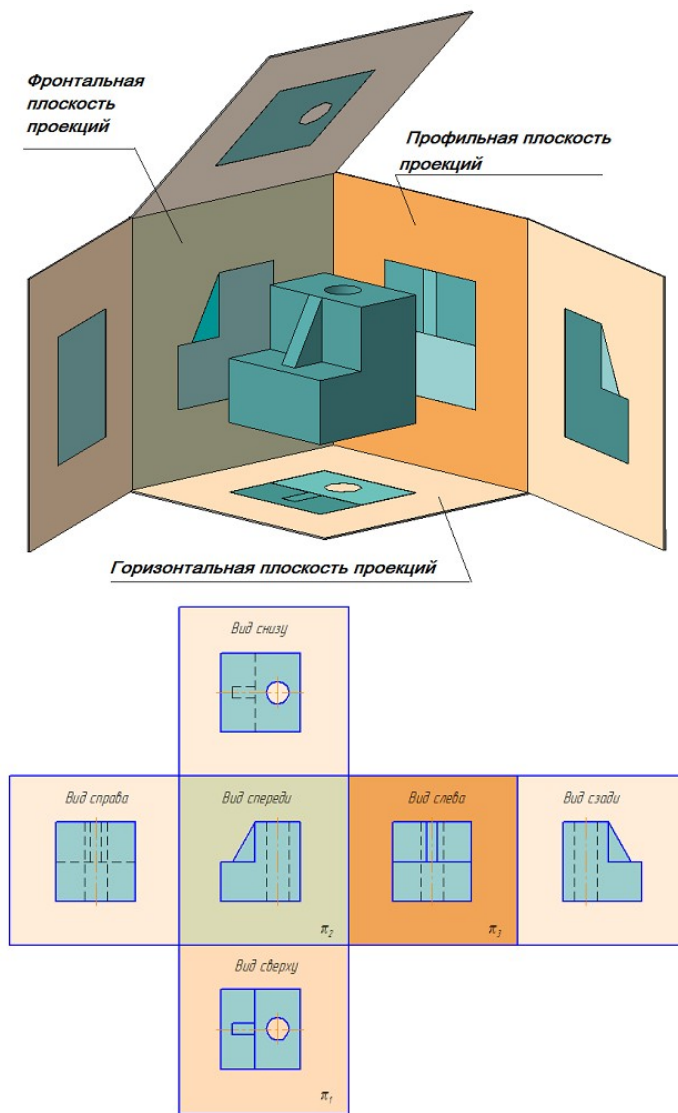 Фронтальная
плоскость
проекций
Профильная плоскость
проекций
Горизонтальная плоскость проекций
Вид снизу
Вид справа
Вид спереди
Вид слева
Вид сзади
π₂
π₃
Вид сверху
π₁